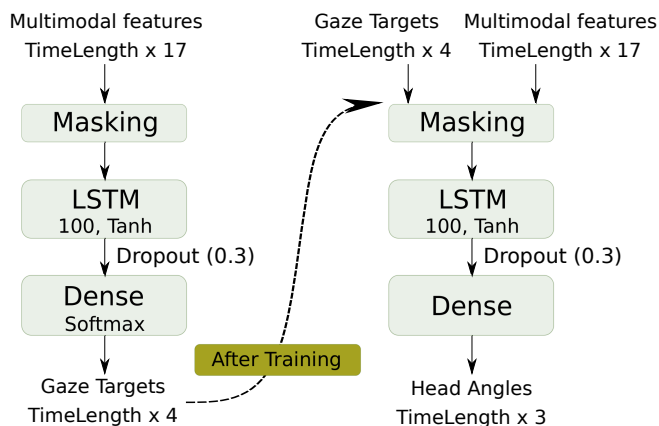 Multimodal features
TimeLength x 17
Masking
LSTM
100, Tanh
Dropout (0.3)
Dense
Softmax
Gaze Targets
TimeLength x 4
After Training
Gaze Targets
TimeLength x 4
Multimodal features
TimeLength x 17
Masking
LSTM
100, Tanh
Dropout (0.3)
Dense
Head Angles
TimeLength x 3